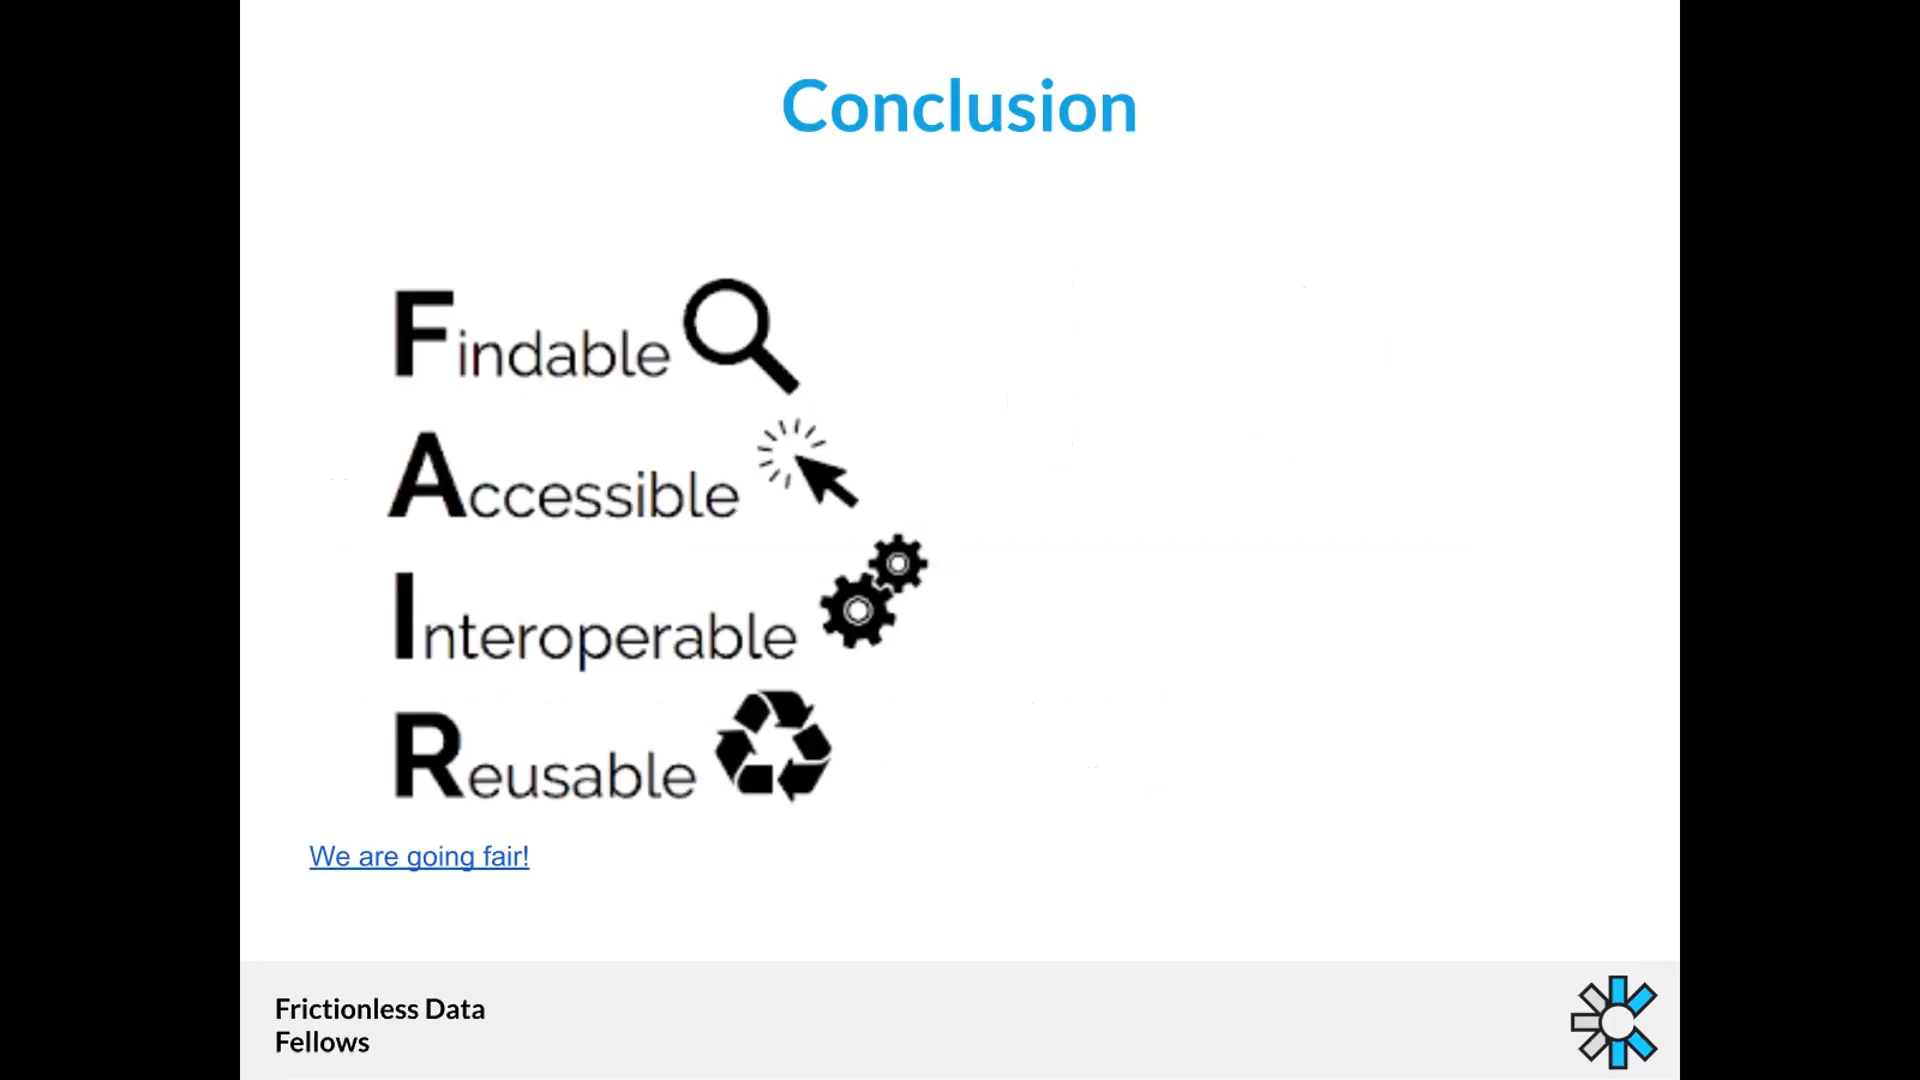 Conclusion
Findable
Accessible
Interoperable
Reusable
We are going fair!
Frictionless Data
Fellows